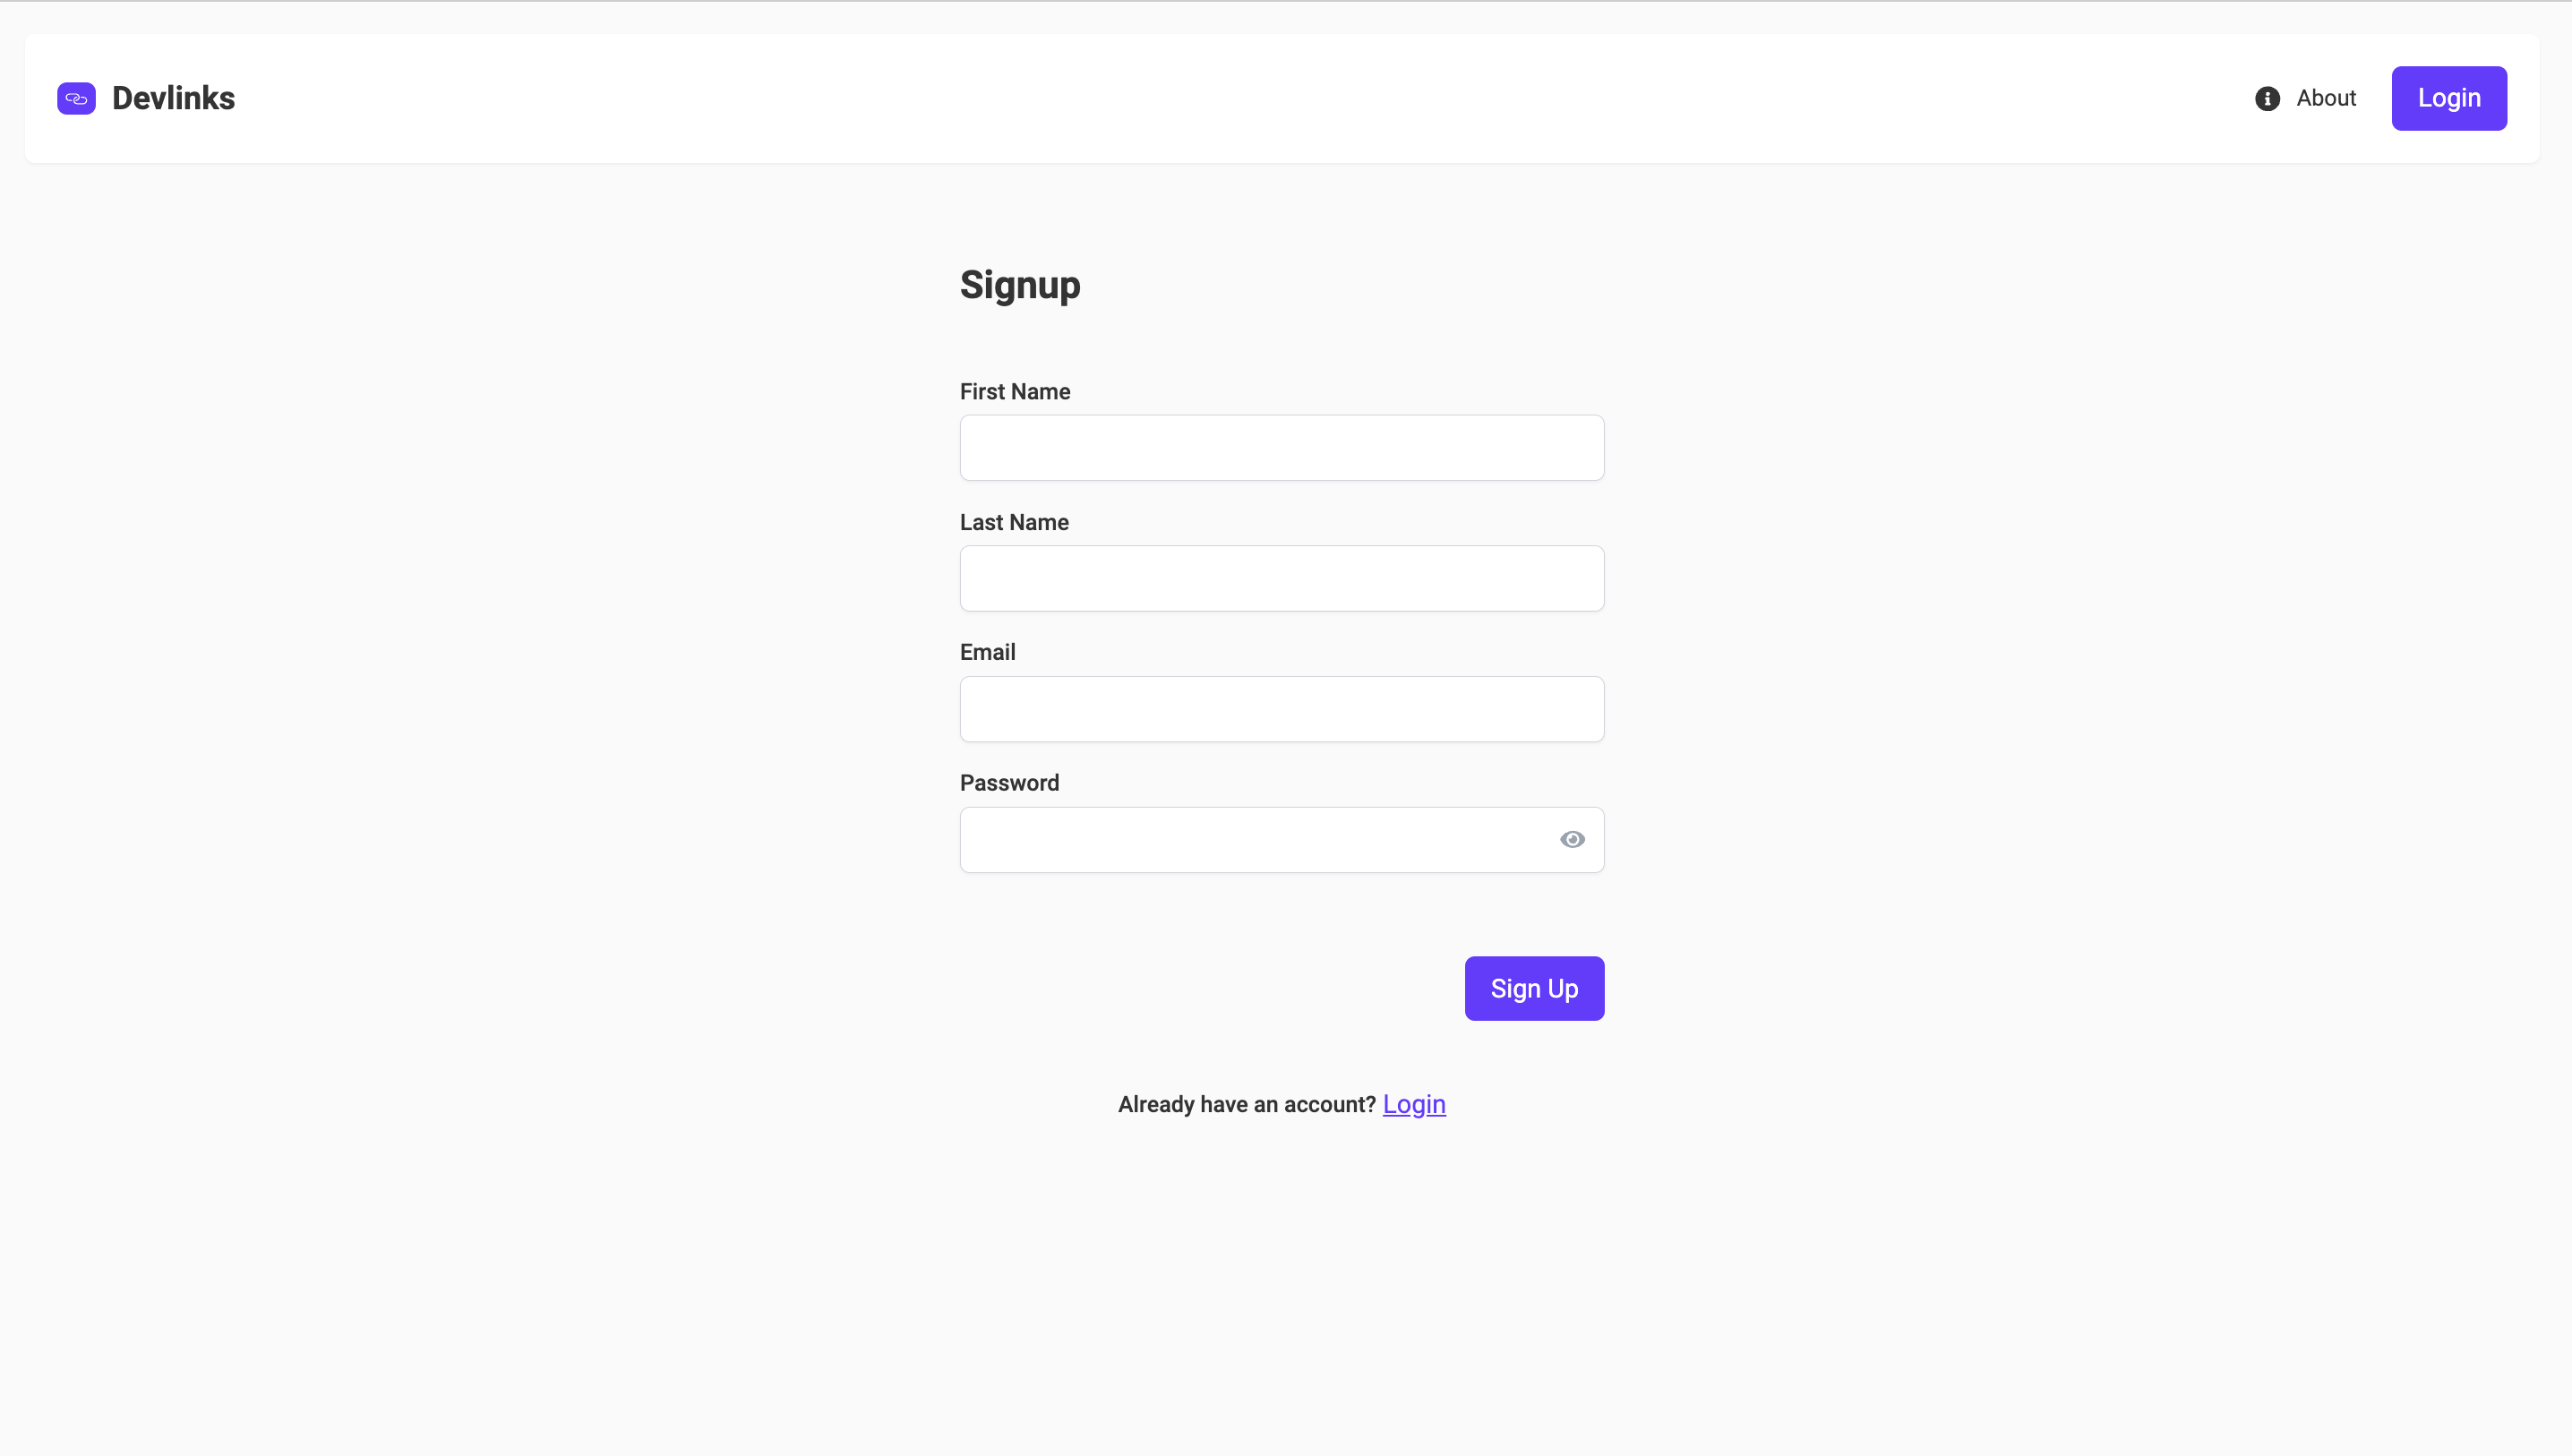 Devlinks
About
Login
Signup
First Name
Last Name
Email
Password
Sign Up
Already have an account? Login